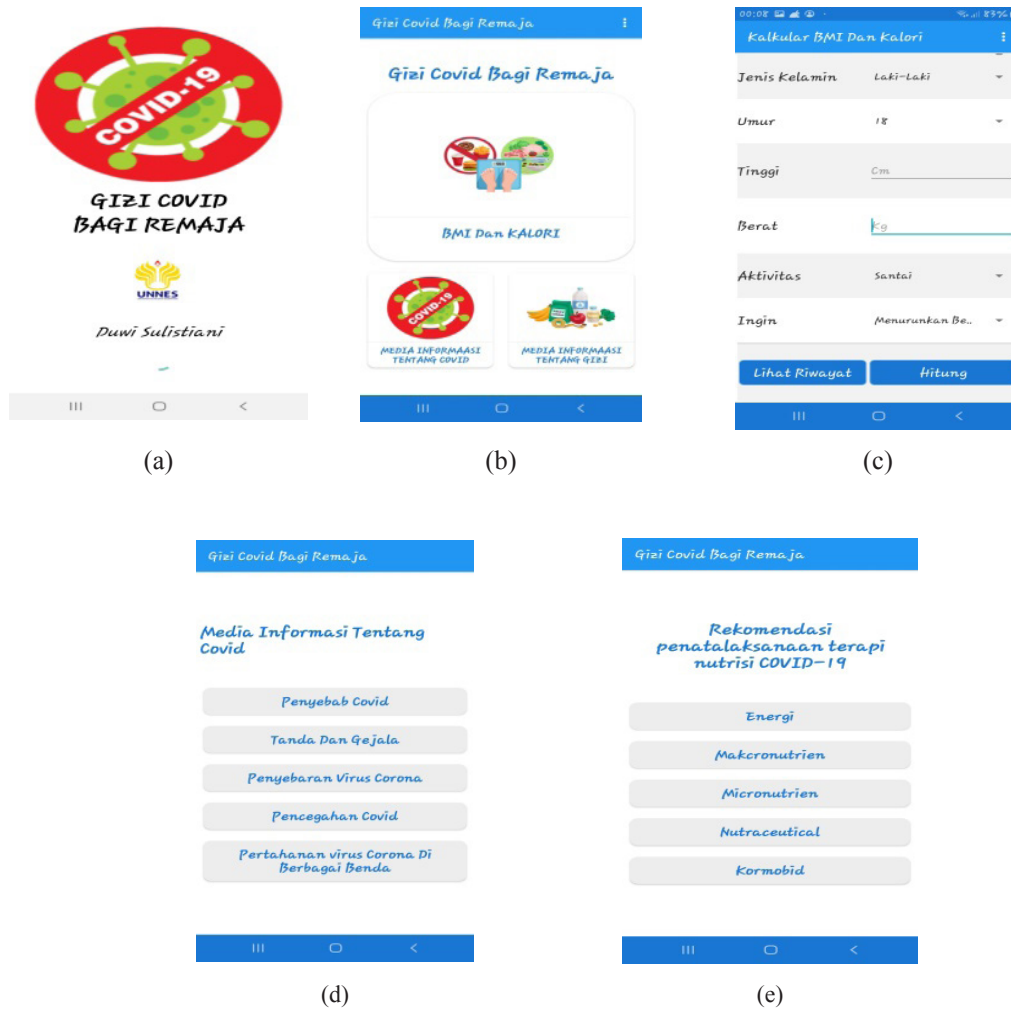 COVID-19
GIZI COVID
BAGI REMAJA
UNNES
Duwi Sulistiani
(a)
Gizi Covid Bagi Remaja
Gizi Covid Bagi Remaja
BMI Dan KALORI
COVID-19
MEDIA INFORMAASI
TENTANG COVID
MEDIA INFORMAASI
TENTANG GIZI
(b)
00:08 83%
Kalkular BMI Dan Kalori
Jenis Kelamin Laki-Laki
Umur 18
Tinggi Cm
Berat Kg
Aktivitas Santai
Ingin Menurunkan Be..
Lihat Riwayat Hitung
(c)
Gizi Covid Bagi Remaja
Media Informasi Tentang
Covid
Penyebab Covid
Tanda Dan Gejala
Penyebaran Virus Corona
Pencegahan Covid
Pertahanan virus Corona Di
Berbagai Benda
(d)
Gizi Covid Bagi Remaja
Rekomendasi
penatalaksanaan terapi
nutrisi COVID-19
Energi
Makcronutrien
Micronutrien
Nutraceutical
Kormobid
(e)